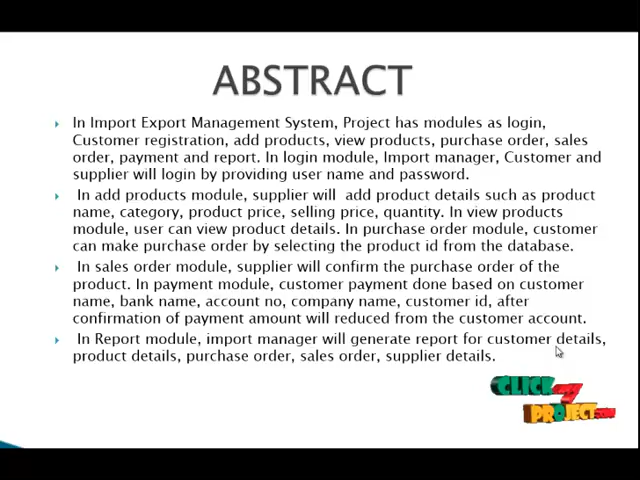 ABSTRACT
In Import Export Management System, Project has modules as login,
Customer registration, add products, view products, purchase order, sales
order, payment and report. In login module, Import manager, Customer and
supplier will login by providing user name and password.
In add products module, supplier will add product details such as product
name, category, product price, selling price, quantity. In view products
module, user can view product details. In purchase order module, customer
can make purchase order by selecting the product id from the database.
In sales order module, supplier will confirm the purchase order of the
product. In payment module, customer payment done based on customer
name, bank name, account no, company name, customer id, after
confirmation of payment amount will reduced from the customer account.
In Report module, import manager will generate report for customer details,
product details, purchase order, sales order, supplier details.
CLICK
7
PROJECT.com